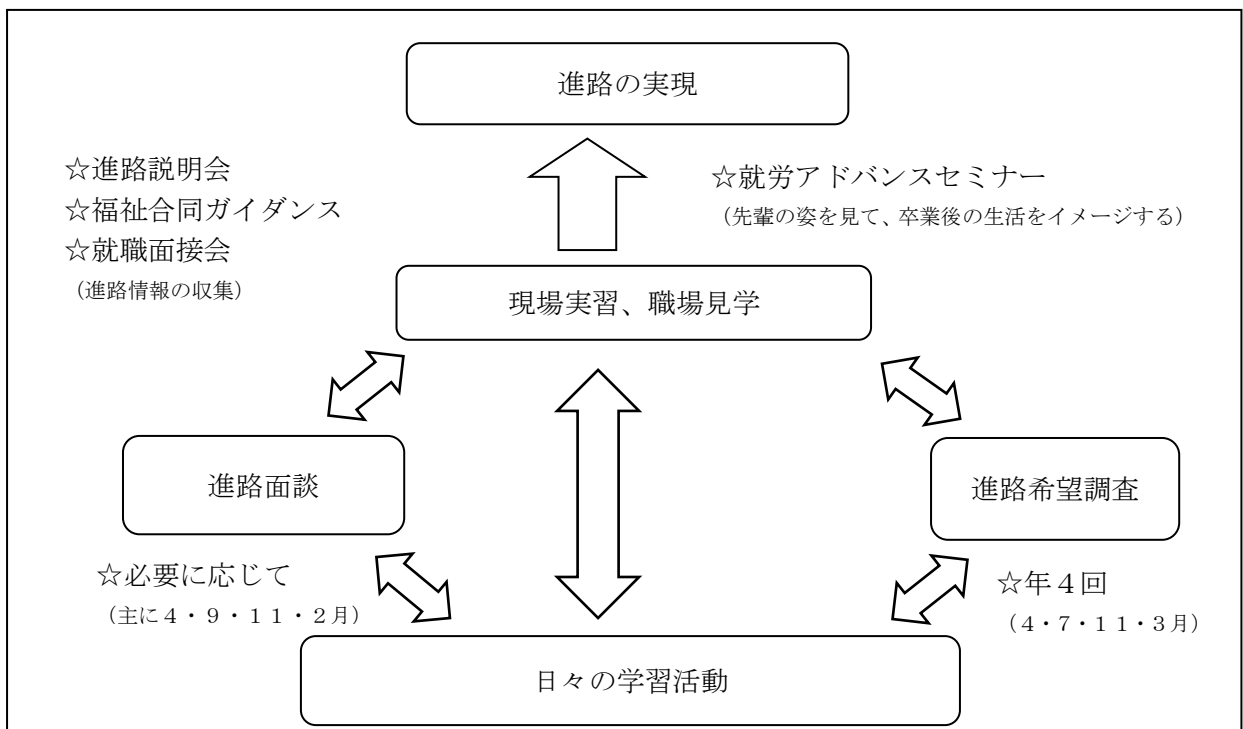 進路の実現
☆進路説明会
☆福祉合同ガイダンス
☆就職面接会
（進路情報の収集）
☆就労アドバンスセミナー
（先輩の姿を見て、卒業後の生活をイメージする）
現場実習、職場見学
進路面談
進路希望調査
☆必要に応じて
（主に４・９・１１・２月）
☆年４回
（４・７・１１・３月）
日々の学習活動